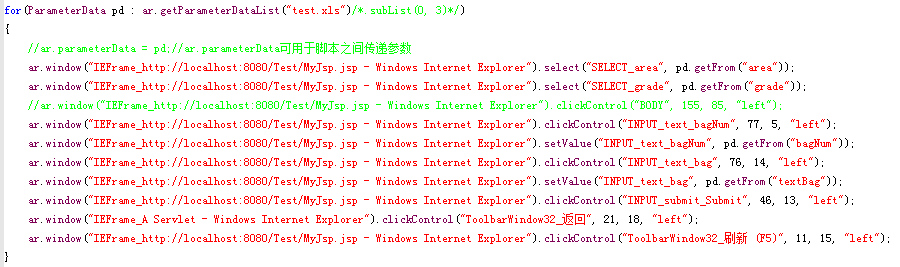 for(ParameterData pd : ar.getParameterDataList("test.xls")/*.subList(0, 3)*/)
{
//ar.parameterData = pd;//ar.parameterData可用于脚本之间传递参数
ar.window("IEFrame_http://localhost:8080/Test/MyJsp.jsp - Windows Internet Explorer").select("SELECT_area", pd.getFrom("area"));
ar.window("IEFrame_http://localhost:8080/Test/MyJsp.jsp - Windows Internet Explorer").select("SELECT_grade", pd.getFrom("grade"));
//ar.window("IEFrame_http://localhost:8080/Test/MyJsp.jsp - Windows Internet Explorer").clickControl("BODY", 155, 85, "left");
ar.window("IEFrame_http://localhost:8080/Test/MyJsp.jsp - Windows Internet Explorer").clickControl("INPUT_text_bagNum", 77, 5, "left");
ar.window("IEFrame_http://localhost:8080/Test/MyJsp.jsp - Windows Internet Explorer").setValue("INPUT_text_bagNum", pd.getFrom("bagNum"));
ar.window("IEFrame_http://localhost:8080/Test/MyJsp.jsp - Windows Internet Explorer").clickControl("INPUT_text_bag", 76, 14, "left");
ar.window("IEFrame_http://localhost:8080/Test/MyJsp.jsp - Windows Internet Explorer").setValue("INPUT_text_bag", pd.getFrom("textBag"));
ar.window("IEFrame_http://localhost:8080/Test/MyJsp.jsp - Windows Internet Explorer").clickControl("INPUT_submit_Submit", 46, 13, "left");
ar.window("IEFrame_A Servlet - Windows Internet Explorer").clickControl("ToolbarWindow32_返回", 21, 18, "left");
ar.window("IEFrame_http://localhost:8080/Test/MyJsp.jsp - Windows Internet Explorer").clickControl("ToolbarWindow32_刷新 (F5)", 11, 15, "left");
}